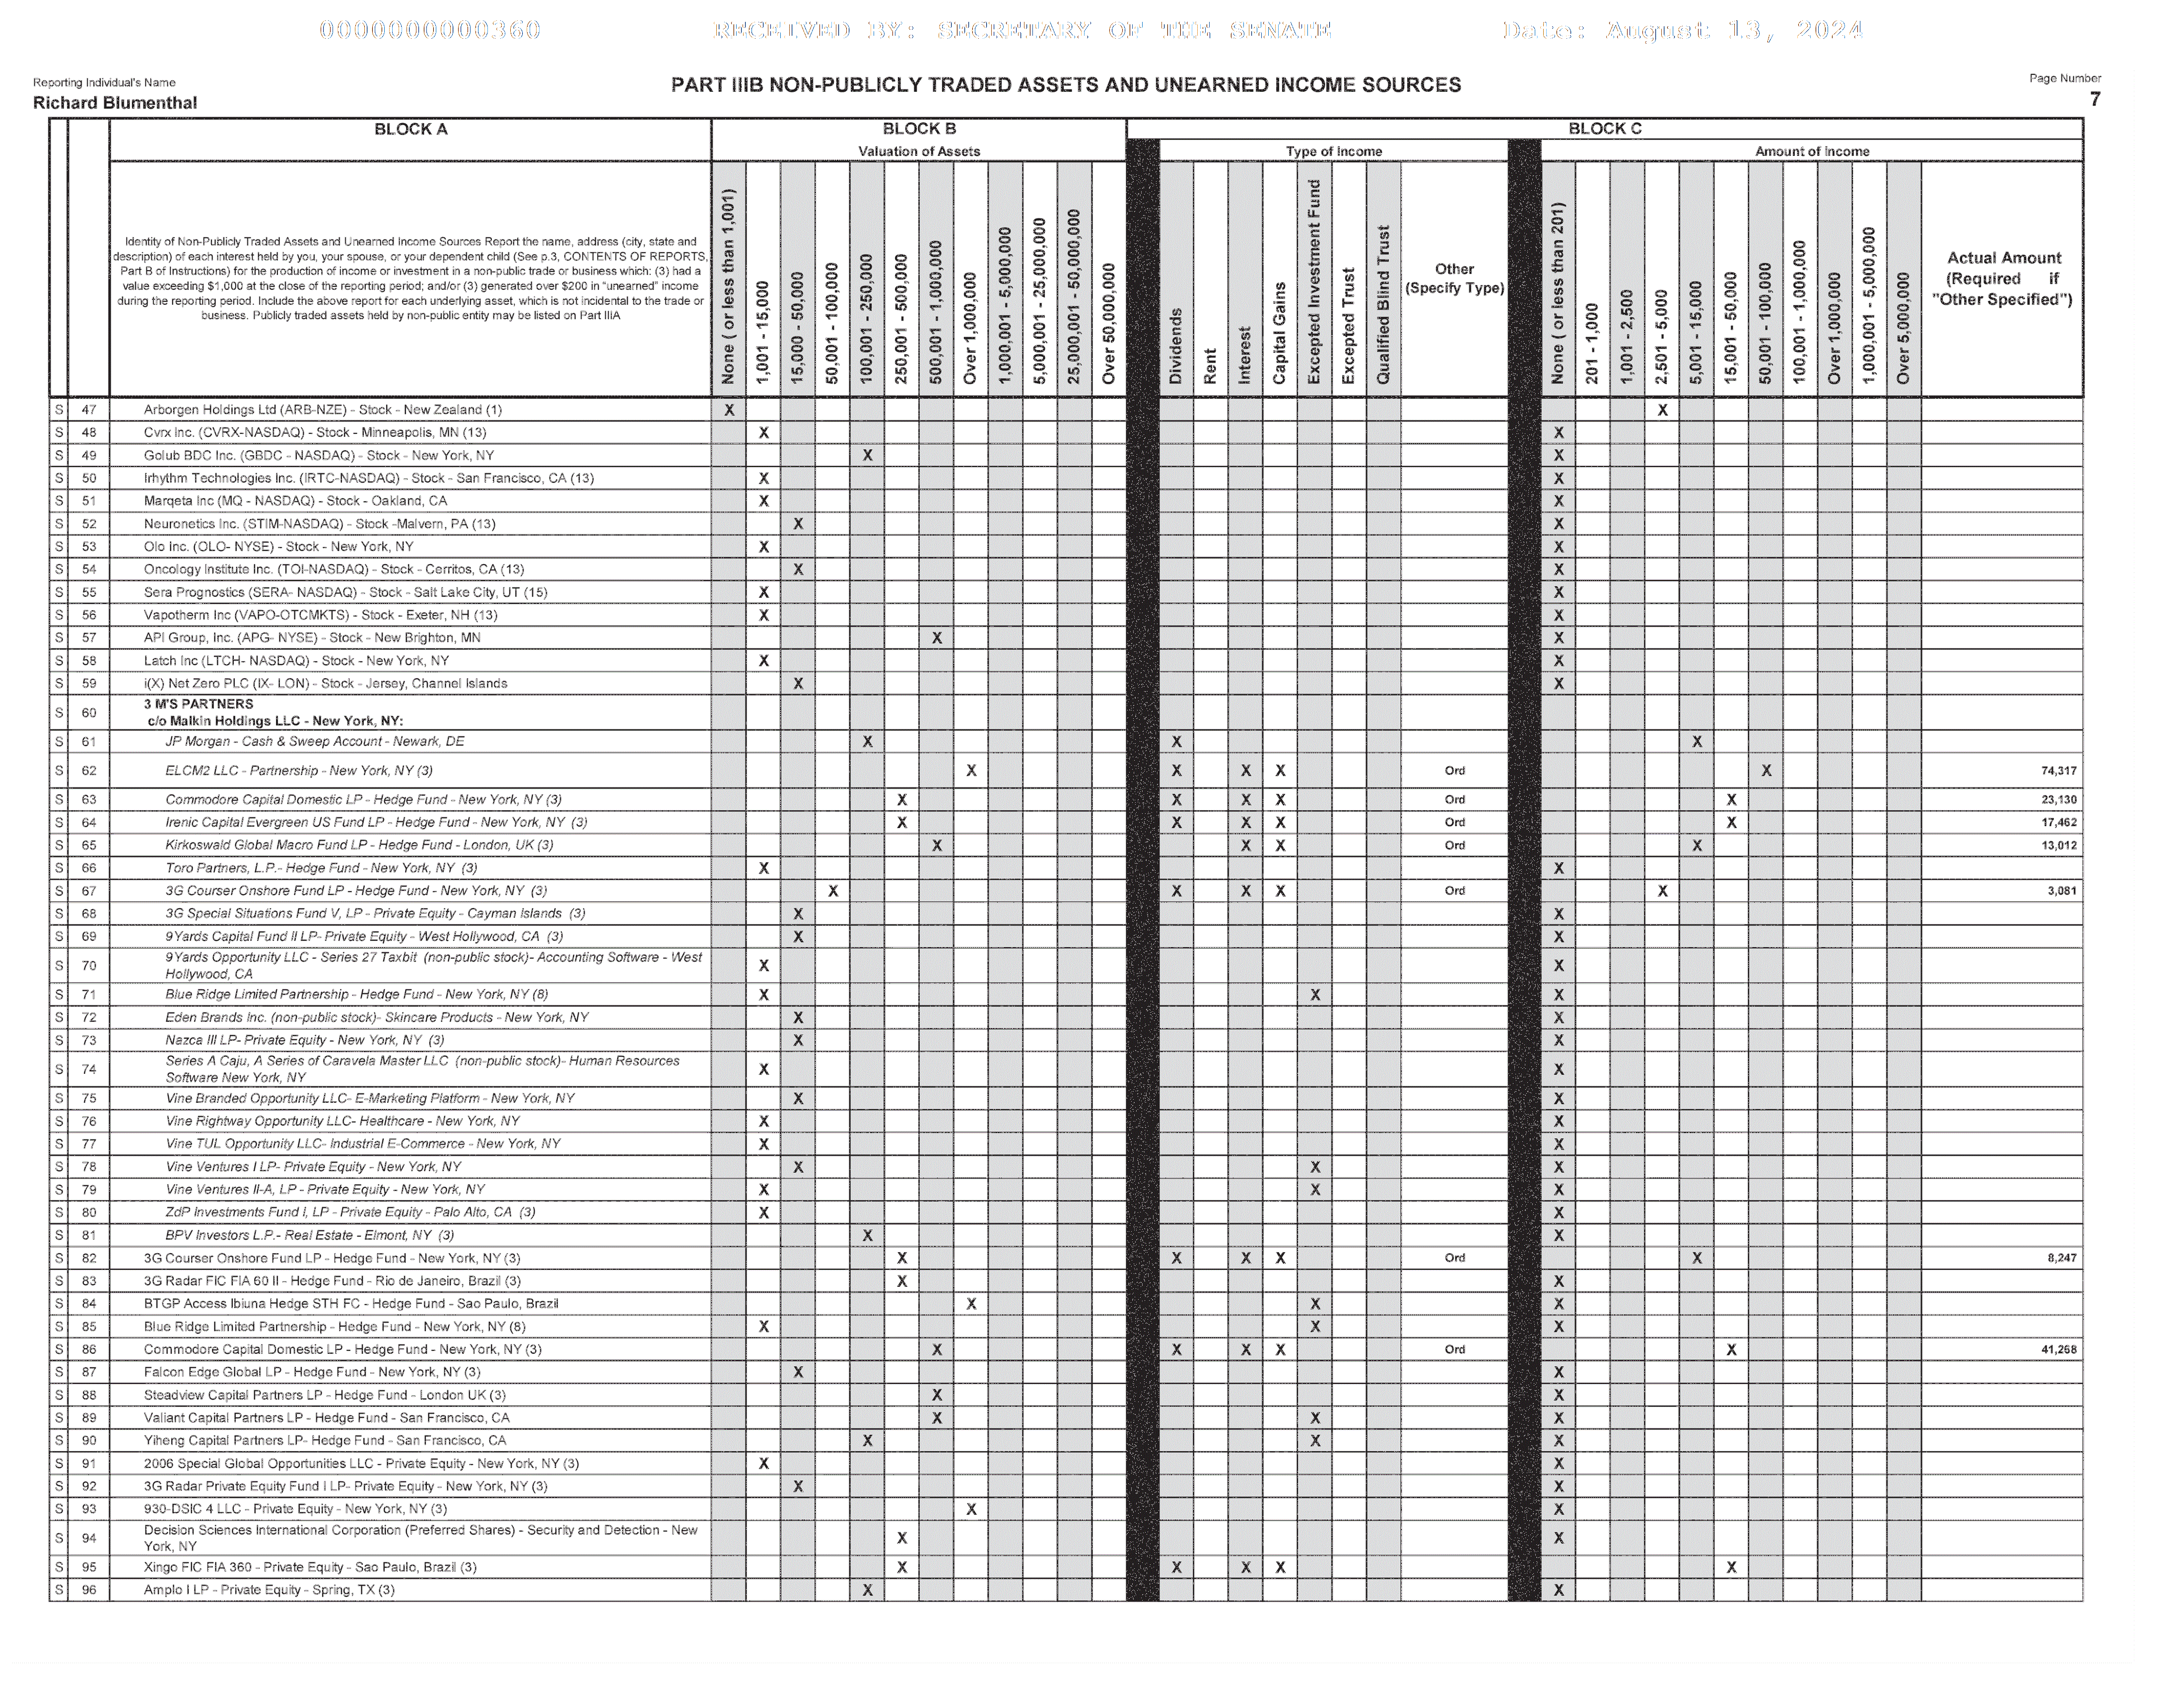 0000000000360 RECEIVED BY: SECRETARY OF THE SENATE Date: August 13, 2024
Reporting Individual's Name
Richard Blumenthal
PART IIIB NON-PUBLICLY TRADED ASSETS AND UNEARNED INCOME SOURCES
Page Number
7
BLOCK A BLOCK B BLOCK C
Valuation of Assets Type of Income Amount of Income
Identity of Non-Publicly Traded Assets and Unearned Income Sources Report the name, address (city, state and
description) of each interest held by you, your spouse, or your dependent child (See p.3, CONTENTS OF REPORTS,
Part B of Instructions) for the production of income or investment in a non-public trade or business which: (3) had a
value exceeding $1,000 at the close of the reporting period; and/or (3) generated over $200 in "unearned" income
during the reporting period. Include the above report for each underlying asset, which is not incidental to the trade or
business. Publicly traded assets held by non-public entity may be listed on Part IIIA
None ( or less than 1,001)
1,001 - 15,000
15,000 - 50,000
50,001 - 100,000
100,001 - 250,000
250,001 - 500,000
500,001 - 1,000,000
Over 1,000,000
1,000,001 - 5,000,000
5,000,001 - 25,000,000
25,000,001 - 50,000,000
Over 50,000,000
Dividends
Rent
Interest
Capital Gains
Excepted Investment Fund
Excepted Trust
Qualified Blind Trust
Other
(Specify Type)
None ( or less than 201)
201 - 1,000
1,001 - 2,500
2,501 - 5,000
5,001 - 15,000
15,001 - 50,000
50,001 - 100,000
100,001 - 1,000,000
Over 1,000,000
1,000,001 - 5,000,000
Over 5,000,000
Actual Amount
(Required if
"Other Specified")
S 47 Arborgen Holdings Ltd (ARB-NZE) - Stock - New Zealand (1) X X
S 48 Cvrx Inc. (CVRX-NASDAQ) - Stock - Minneapolis, MN (13) X X
S 49 Golub BDC Inc. (GBDC - NASDAQ) - Stock - New York, NY X X
S 50 Irhythm Technologies Inc. (IRTC-NASDAQ) - Stock - San Francisco, CA (13) X X
S 51 Marqeta Inc (MQ - NASDAQ) - Stock - Oakland, CA X X
S 52 Neuronetics Inc. (STIM-NASDAQ) - Stock -Malvern, PA (13) X X
S 53 Olo Inc. (OLO- NYSE) - Stock - New York, NY X X
S 54 Oncology Institute Inc. (TOI-NASDAQ) - Stock - Cerritos, CA (13) X X
S 55 Sera Prognostics (SERA- NASDAQ) - Stock - Salt Lake City, UT (15) X X
S 56 Vapotherm Inc (VAPO-OTCMKTS) - Stock - Exeter, NH (13) X X
S 57 API Group, Inc. (APG- NYSE) - Stock - New Brighton, MN X X
S 58 Latch Inc (LTCH- NASDAQ) - Stock - New York, NY X X
S 59 i(X) Net Zero PLC (IX- LON) - Stock - Jersey, Channel Islands X X
S 60 3 M'S PARTNERS
c/o Malkin Holdings LLC - New York, NY:
S 61 JP Morgan - Cash & Sweep Account - Newark, DE X X X
S 62 ELCM2 LLC - Partnership - New York, NY (3) X X X X Ord X 74,317
S 63 Commodore Capital Domestic LP - Hedge Fund - New York, NY (3) X X X X Ord X 23,130
S 64 Irenic Capital Evergreen US Fund LP - Hedge Fund - New York, NY (3) X X X X Ord X 17,462
S 65 Kirkoswald Global Macro Fund LP - Hedge Fund - London, UK (3) X X X Ord X 13,012
S 66 Toro Partners, L.P.- Hedge Fund - New York, NY (3) X X
S 67 3G Courser Onshore Fund LP - Hedge Fund - New York, NY (3) X X X X Ord X 3,081
S 68 3G Special Situations Fund V, LP - Private Equity - Cayman Islands (3) X X
S 69 9Yards Capital Fund II LP- Private Equity - West Hollywood, CA (3) X X
S 70 9Yards Opportunity LLC - Series 27 Taxbit (non-public stock)- Accounting Software - West
Hollywood, CA X X
S 71 Blue Ridge Limited Partnership - Hedge Fund - New York, NY (8) X X X
S 72 Eden Brands Inc. (non-public stock)- Skincare Products - New York, NY X X
S 73 Nazca III LP- Private Equity - New York, NY (3) X X
S 74 Series A Caju, A Series of Caravela Master LLC (non-public stock)- Human Resources
Software New York, NY X X
S 75 Vine Branded Opportunity LLC- E-Marketing Platform - New York, NY X X
S 76 Vine Rightway Opportunity LLC- Healthcare - New York, NY X X
S 77 Vine TUL Opportunity LLC- Industrial E-Commerce - New York, NY X X
S 78 Vine Ventures I LP- Private Equity - New York, NY X X X
S 79 Vine Ventures II-A, LP - Private Equity - New York, NY X X X
S 80 ZdP Investments Fund I, LP - Private Equity - Palo Alto, CA (3) X X
S 81 BPV Investors L.P.- Real Estate - Elmont, NY (3) X X
S 82 3G Courser Onshore Fund LP - Hedge Fund - New York, NY (3) X X X X Ord X 8,247
S 83 3G Radar FIC FIA 60 II - Hedge Fund - Rio de Janeiro, Brazil (3) X X
S 84 BTGP Access Ibiuna Hedge STH FC - Hedge Fund - Sao Paulo, Brazil X X X
S 85 Blue Ridge Limited Partnership - Hedge Fund - New York, NY (8) X X X
S 86 Commodore Capital Domestic LP - Hedge Fund - New York, NY (3) X X X X Ord X 41,268
S 87 Falcon Edge Global LP - Hedge Fund - New York, NY (3) X X
S 88 Steadview Capital Partners LP - Hedge Fund - London UK (3) X X
S 89 Valiant Capital Partners LP - Hedge Fund - San Francisco, CA X X X
S 90 Yiheng Capital Partners LP- Hedge Fund - San Francisco, CA X X X
S 91 2006 Special Global Opportunities LLC - Private Equity - New York, NY (3) X X
S 92 3G Radar Private Equity Fund I LP- Private Equity - New York, NY (3) X X
S 93 930-DSIC 4 LLC - Private Equity - New York, NY (3) X X
S 94 Decision Sciences International Corporation (Preferred Shares) - Security and Detection - New
York, NY X X
S 95 Xingo FIC FIA 360 - Private Equity - Sao Paulo, Brazil (3) X X X X X
S 96 Amplo I LP - Private Equity - Spring, TX (3) X X